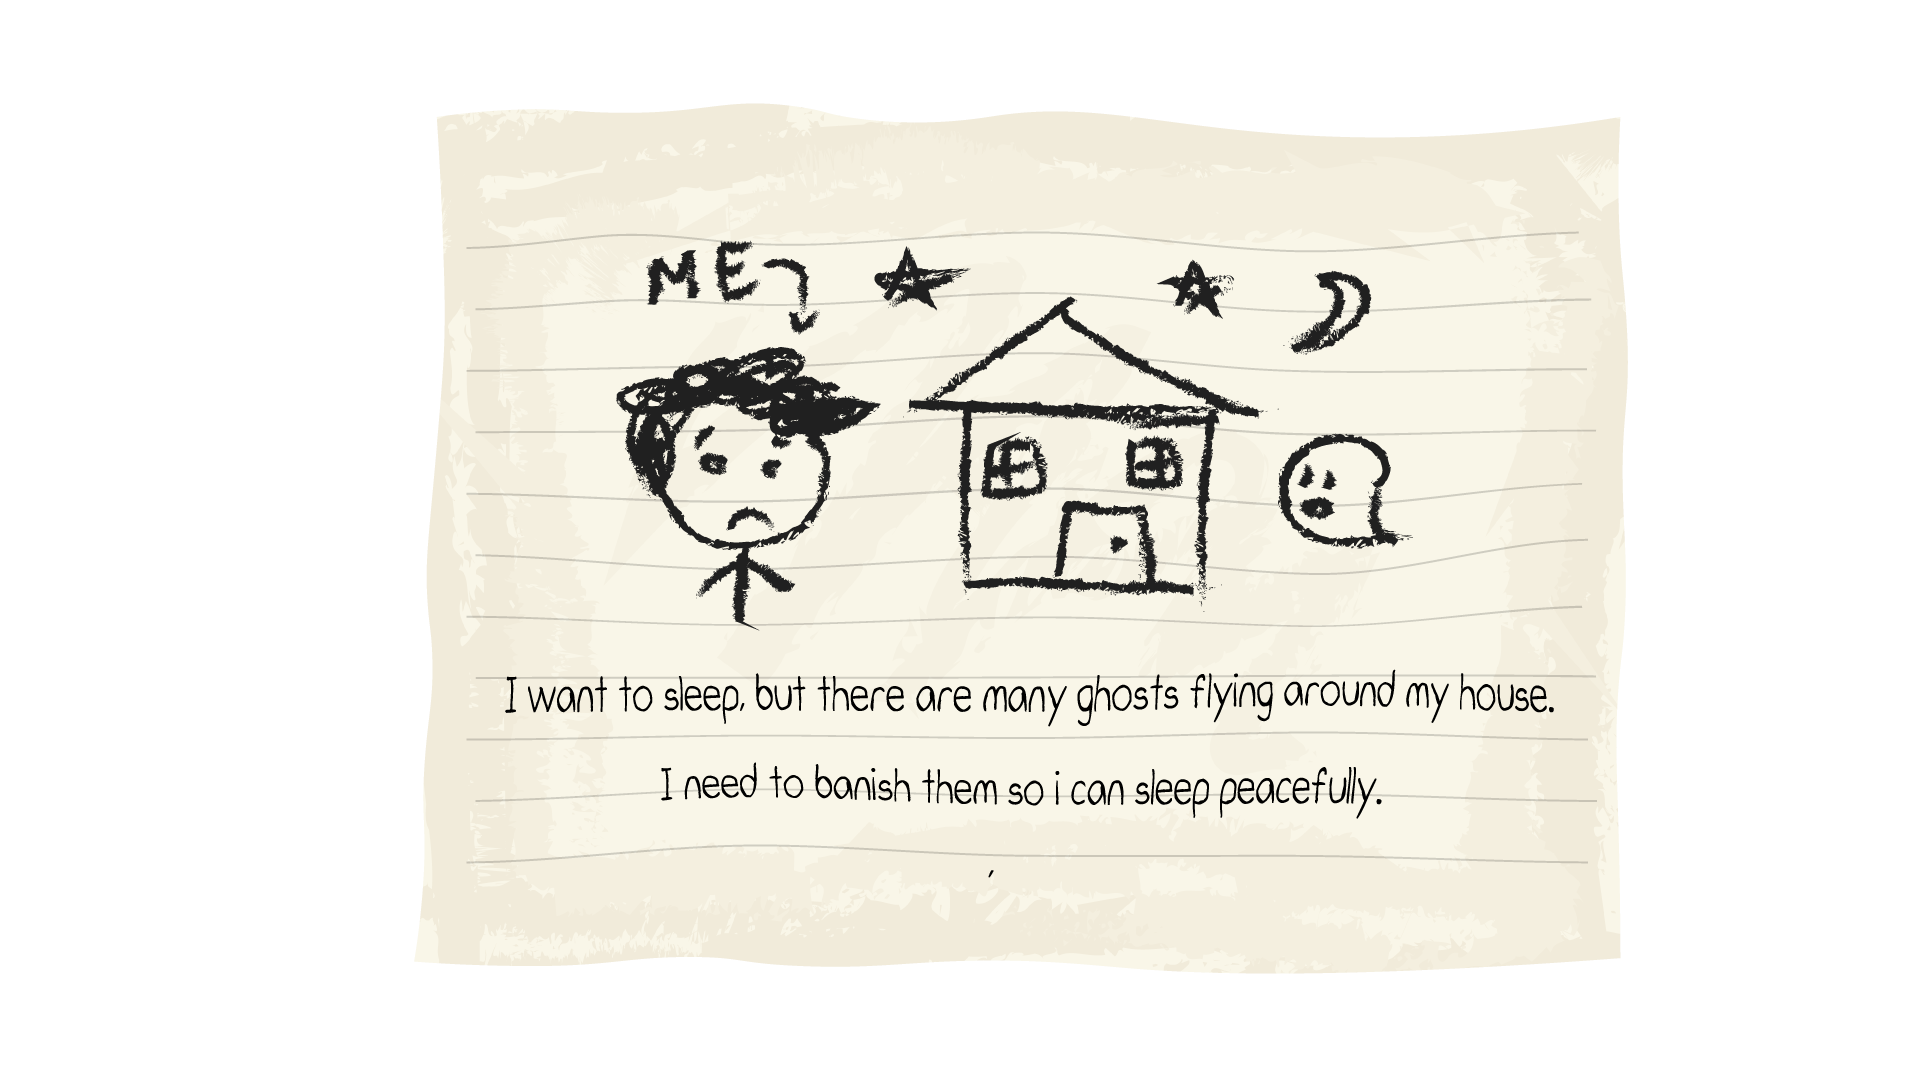 ME
I want to sleep, but there are many ghosts flying around my house.
I need to banish them so i can sleep peacefully.